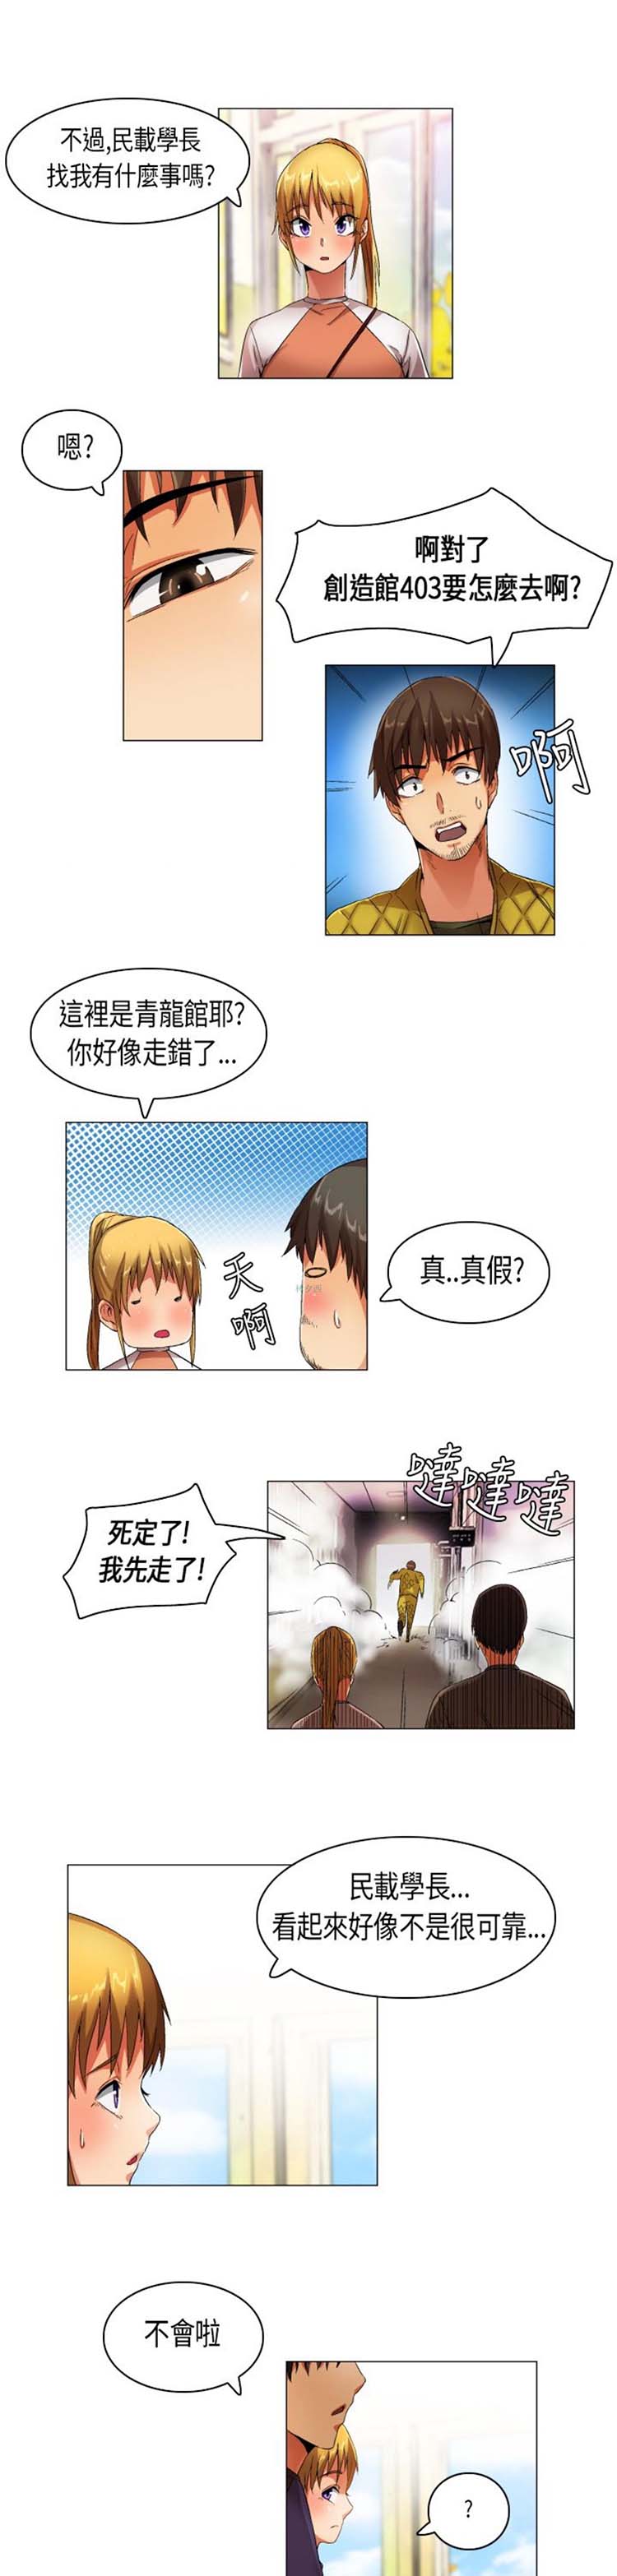 不過,民載學長
找我有什麼事嗎?
嗯?
啊對了
創造館403要怎麼去啊?
啊
這裡是青龍館耶?
你好像走錯了...
天
啊
真..真假?
噠噠噠
死定了!
我先走了!
民載學長...
看起來好像不是很可靠...
不會啦
?